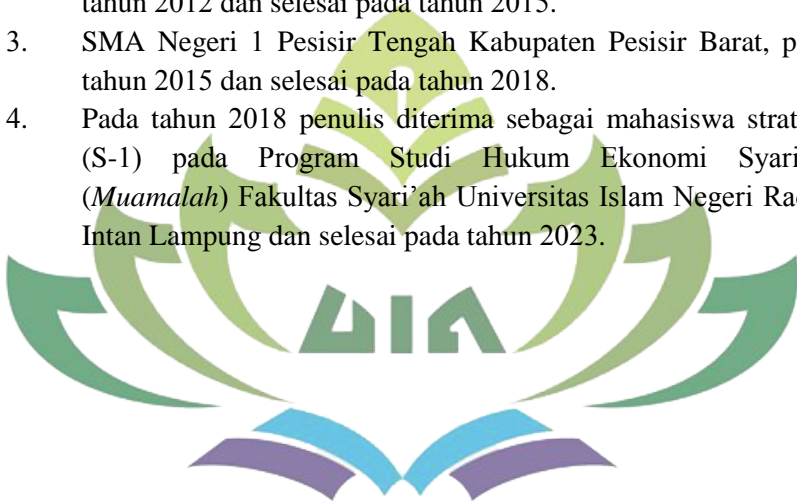 tahun 2012 dan selesai pada tahun 2015.
3. SMA Negeri 1 Pesisir Tengah Kabupaten Pesisir Barat, p
tahun 2015 dan selesai pada tahun 2018.
4. Pada tahun 2018 penulis diterima sebagai mahasiswa strat
(S-1) pada Program Studi Hukum Ekonomi Syari
(Muamalah) Fakultas Syari’ah Universitas Islam Negeri Rad
Intan Lampung dan selesai pada tahun 2023.
UIN